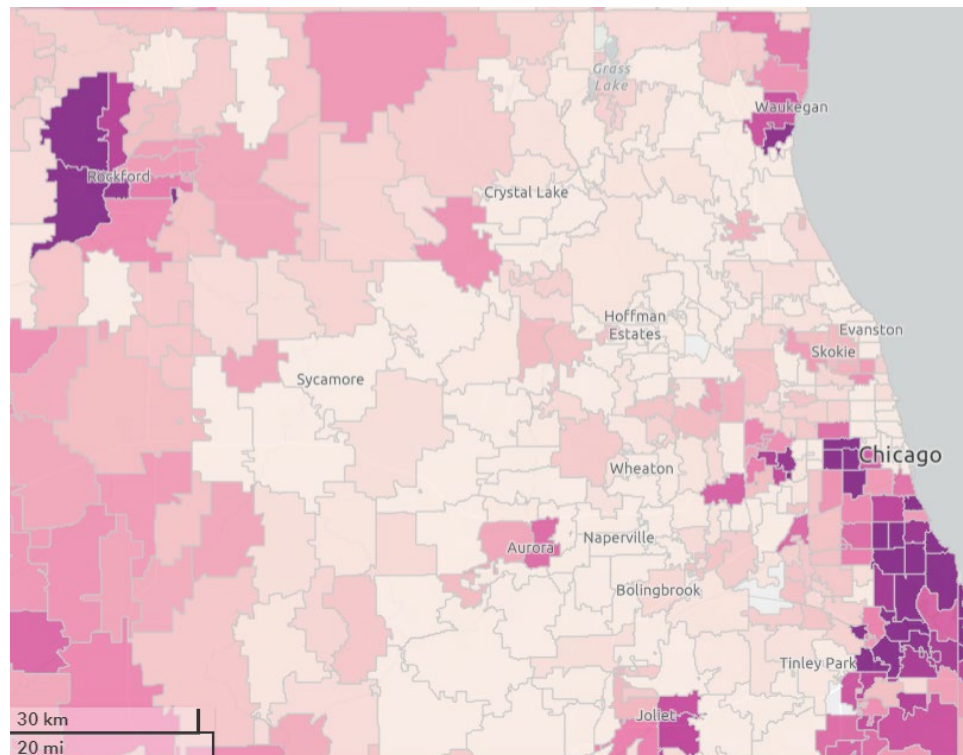 Grass
Lake
Waukegan
Rockford
Crystal Lake
Hoffman
Estates
Evanston
Skokie
Sycamore
Chicago
Wheaton
Aurora
Naperville
Bolingbrook
Tinley Park
Joliet
30 km
20 mi